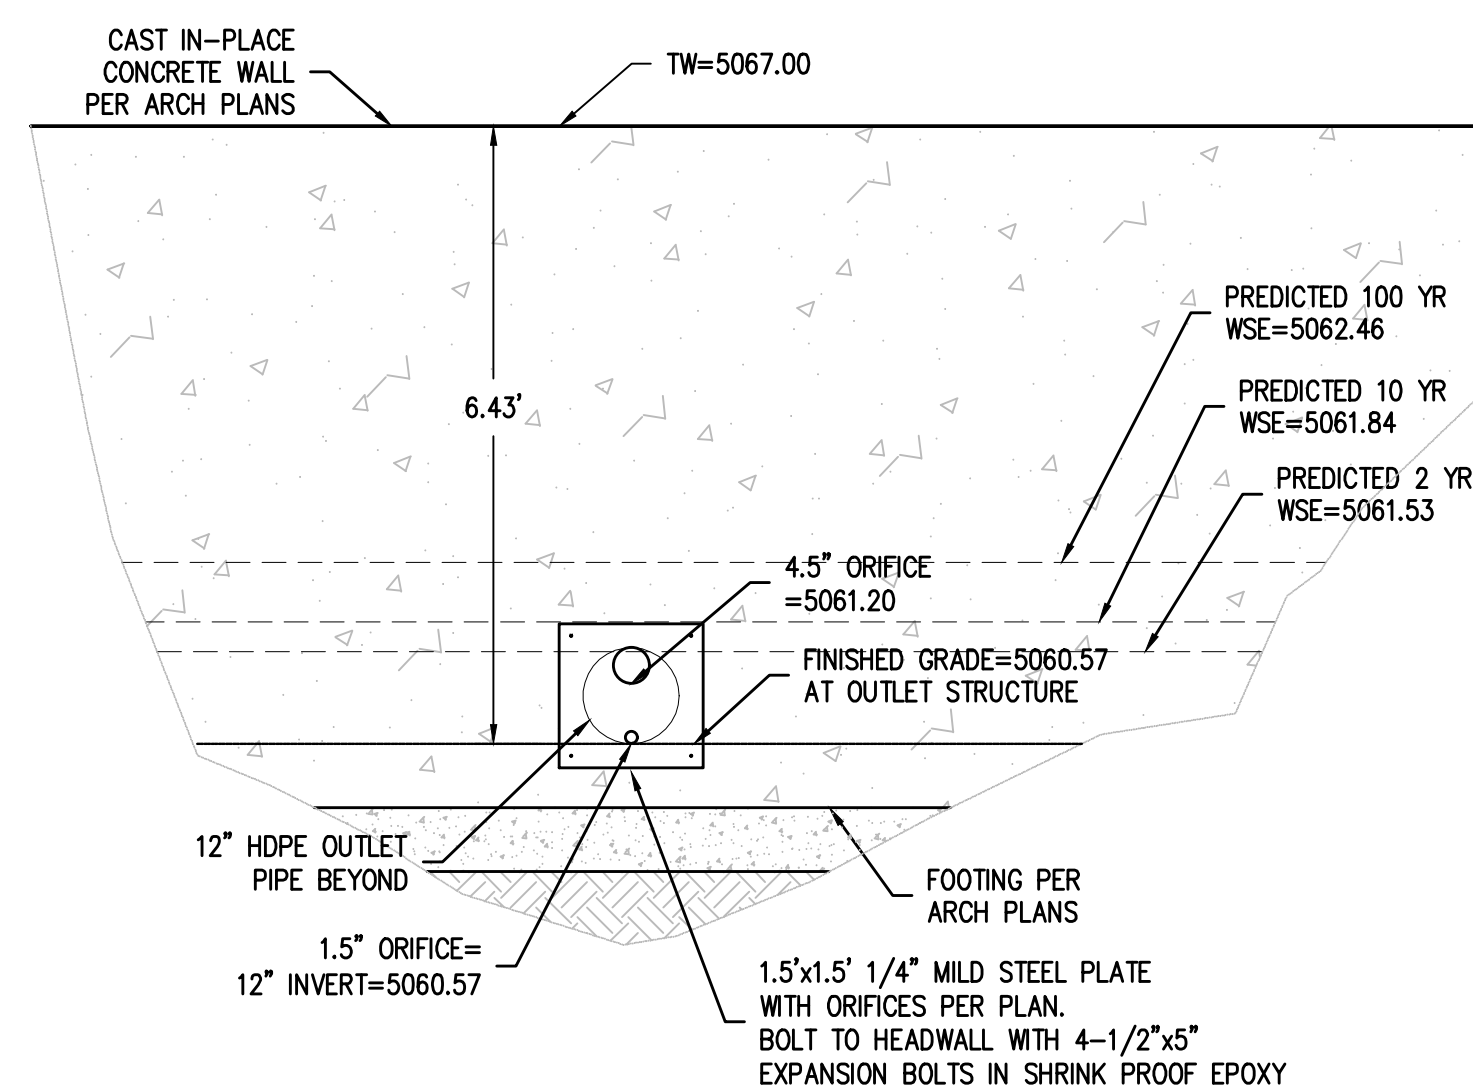 CAST IN-PLACE
CONCRETE WALL
PER ARCH PLANS
TW=5067.00
PREDICTED 100 YR
WSE=5062.46
6.43'
PREDICTED 10 YR
WSE=5061.84
PREDICTED 2 YR
WSE=5061.53
4.5" ORIFICE
=5061.20
FINISHED GRADE=5060.57
AT OUTLET STRUCTURE
12" HDPE OUTLET
PIPE BEYOND
FOOTING PER
ARCH PLANS
1.5" ORIFICE=
12" INVERT=5060.57
1.5'x1.5' 1/4" MILD STEEL PLATE
WITH ORIFICES PER PLAN.
BOLT TO HEADWALL WITH 4-1/2"x5"
EXPANSION BOLTS IN SHRINK PROOF EPOXY